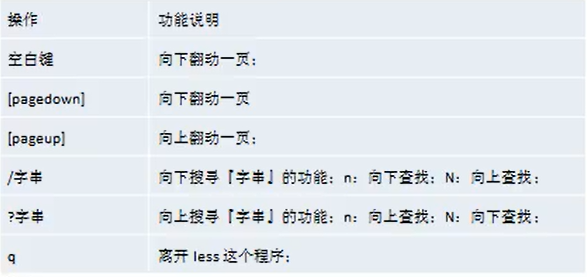 操作 功能说明
空白键 向下翻动一页；
[pagedown] 向下翻动一页
[pageup] 向上翻动一页；
/字串 向下搜寻『字串』的功能；n：向下查找；N：向上查找；
?字串 向上搜寻『字串』的功能；n：向上查找；N：向下查找；
q 离开 less 这个程序；